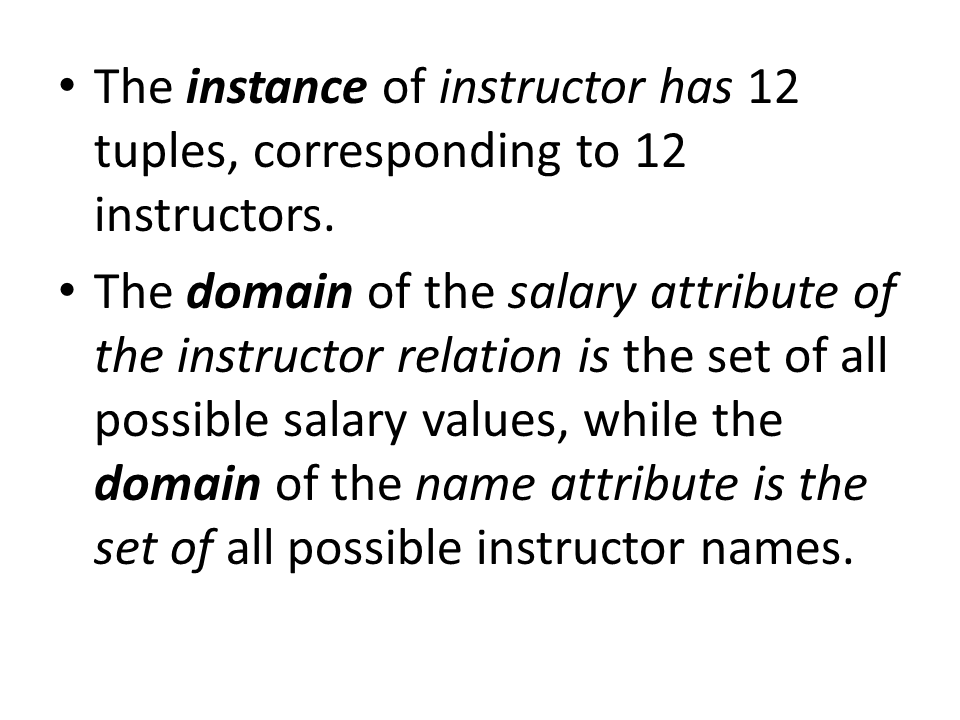 • The instance of instructor has 12
tuples, corresponding to 12
instructors.
• The domain of the salary attribute of
the instructor relation is the set of all
possible salary values, while the
domain of the name attribute is the
set of all possible instructor names.